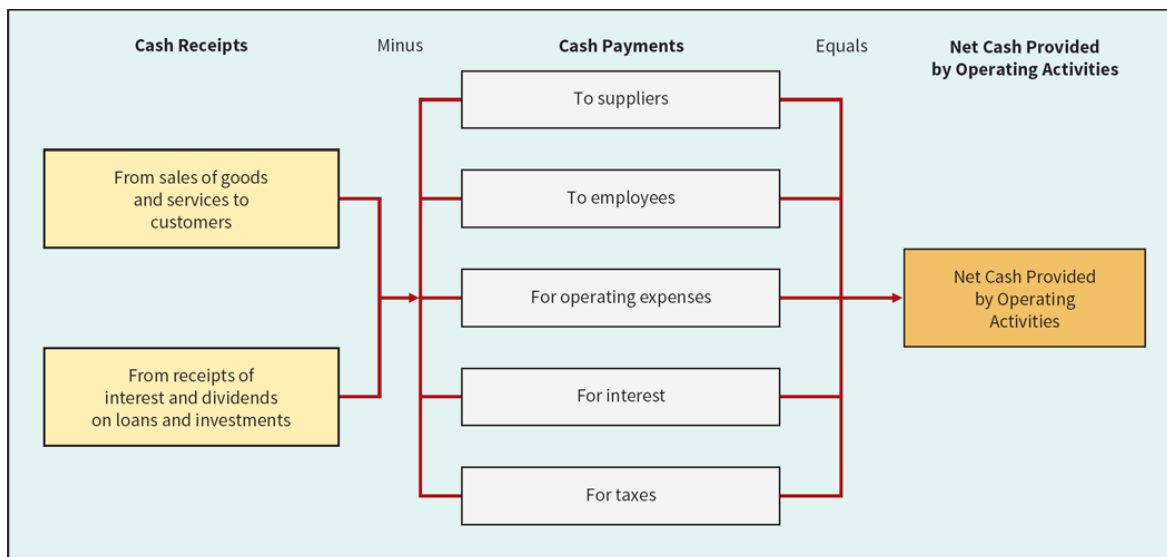 Cash Receipts
Minus
Cash Payments
Equals
Net Cash Provided
by Operating Activities
From sales of goods
and services to
customers
From receipts of
interest and dividends
on loans and investments
To suppliers
To employees
For operating expenses
For interest
For taxes
Net Cash Provided
by Operating
Activities